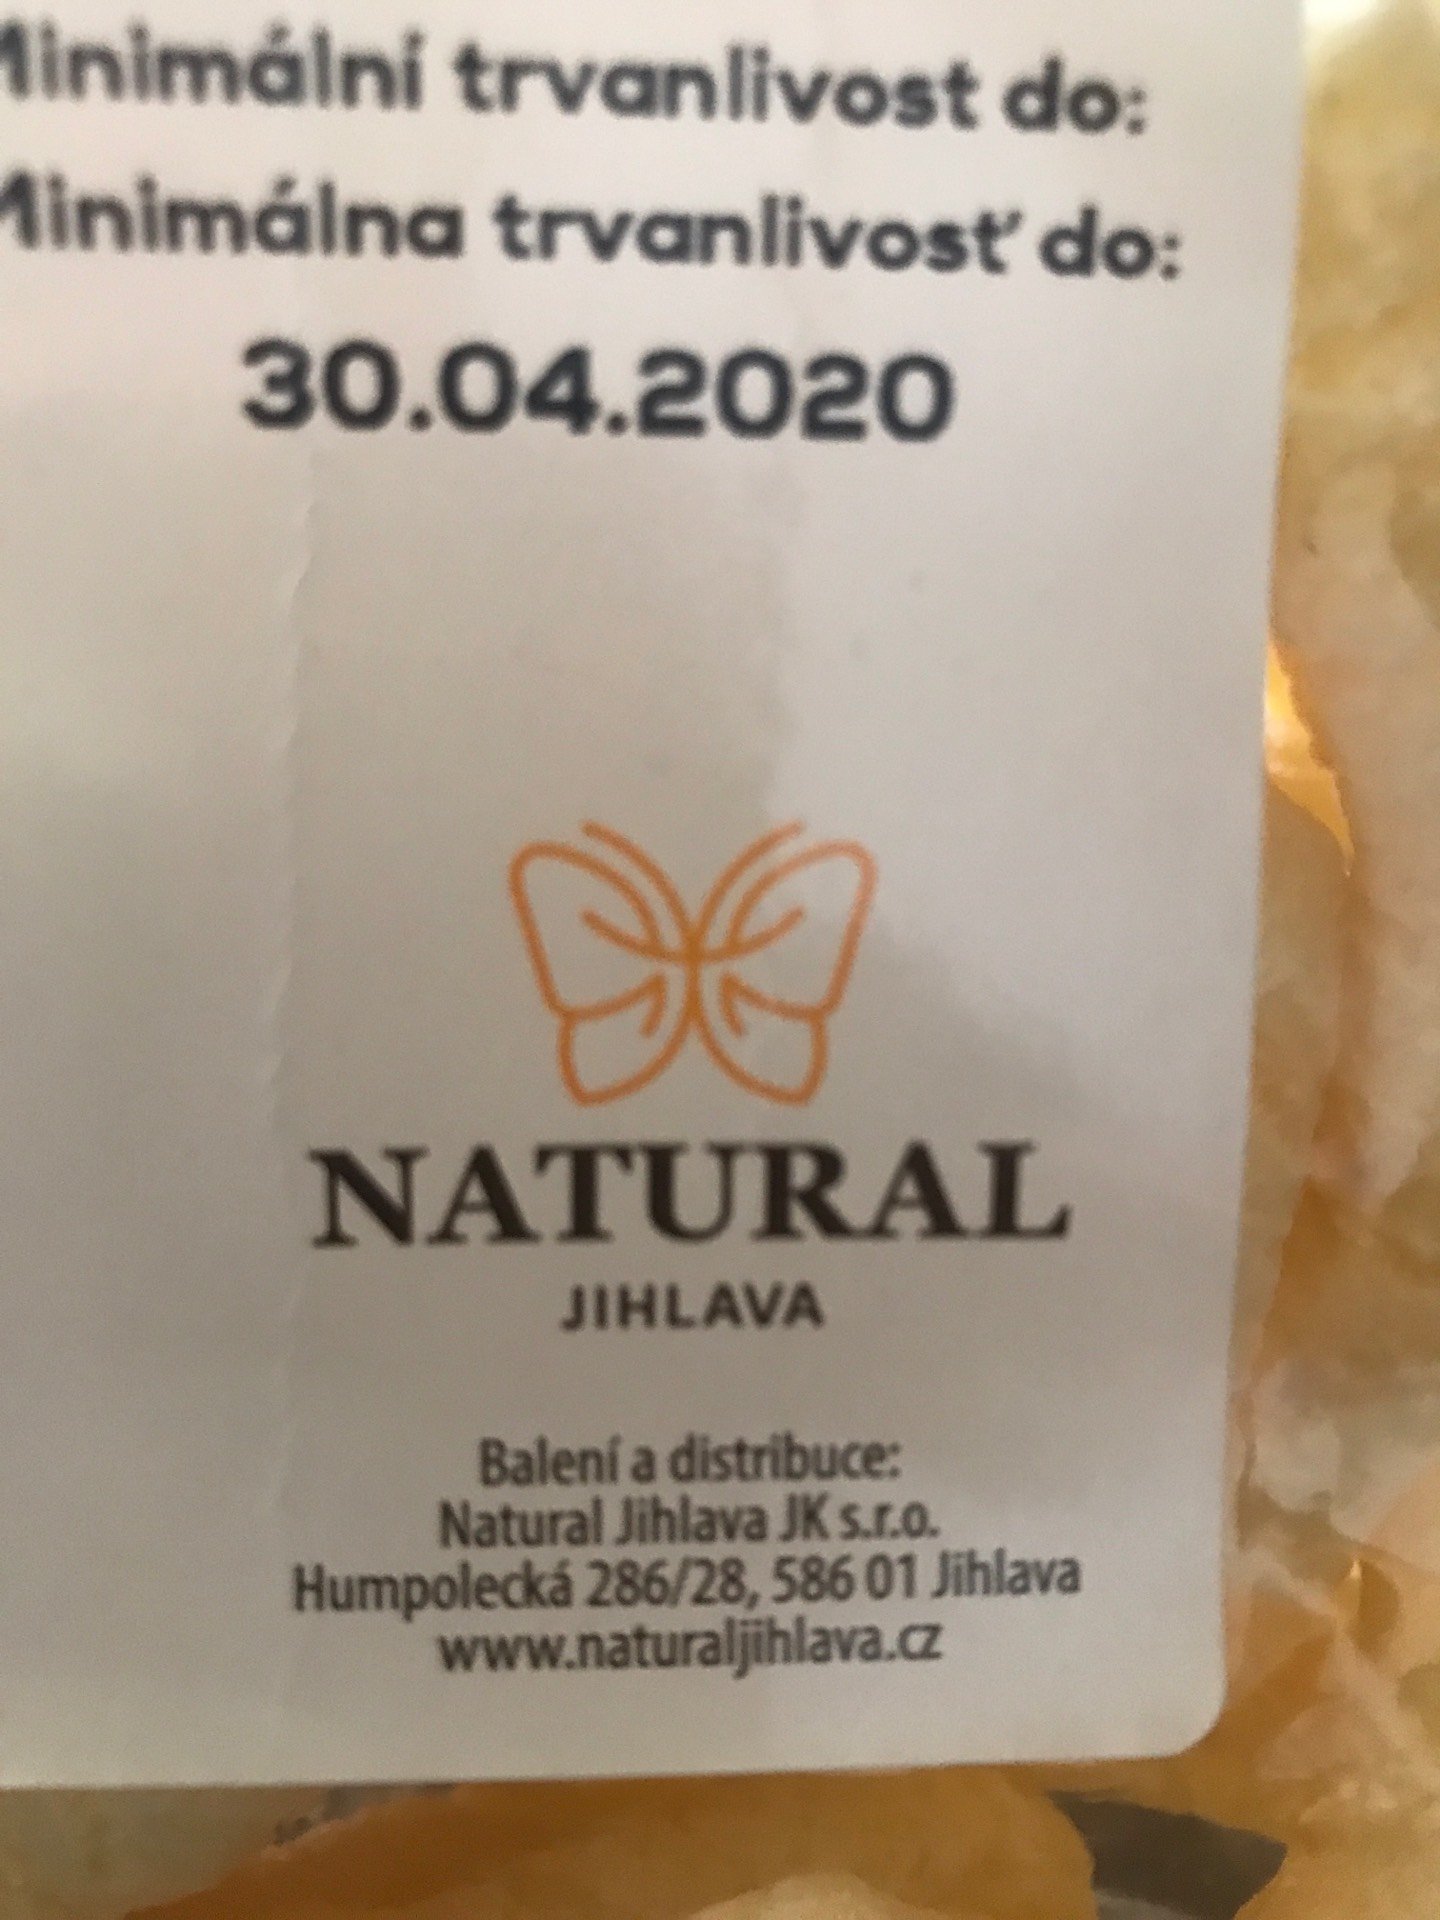 Minimální trvanlivost do:
Minimálna trvanlivosť do:
30.04.2020
NATURAL
JIHLAVA
Balení a distribuce:
Natural Jihlava JK s.r.o.
Humpolecká 286/28, 586 01 Jihlava
www.naturaljihlava.cz